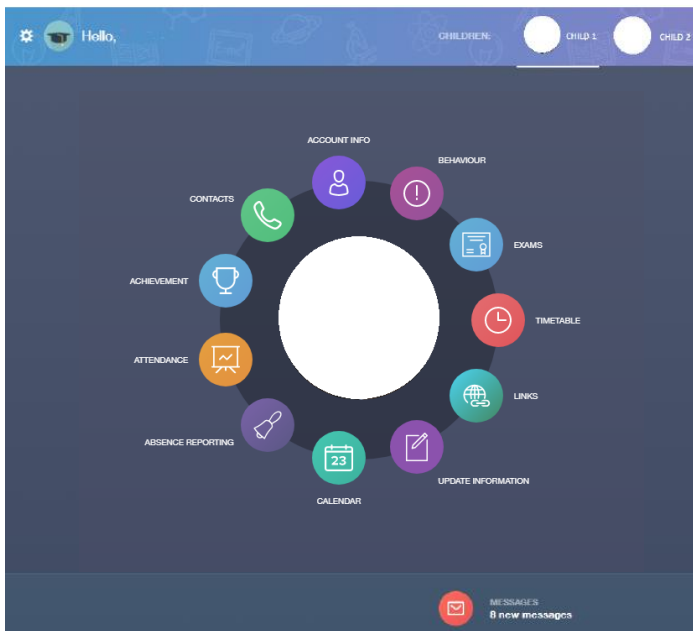 Hello,
CHILDREN:
CHILD 1
CHILD 2
ACCOUNT INFO
BEHAVIOUR
CONTACTS
EXAMS
ACHIEVEMENT
TIMETABLE
ATTENDANCE
LINKS
ABSENCE REPORTING
23
UPDATE INFORMATION
CALENDAR
MESSAGES
8 new messages